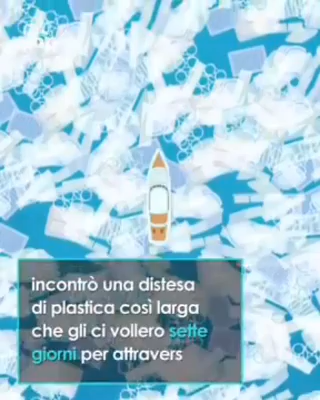 incontrò una distesa
di plastica così larga
che gli ci vollero sette
giorni per attravers